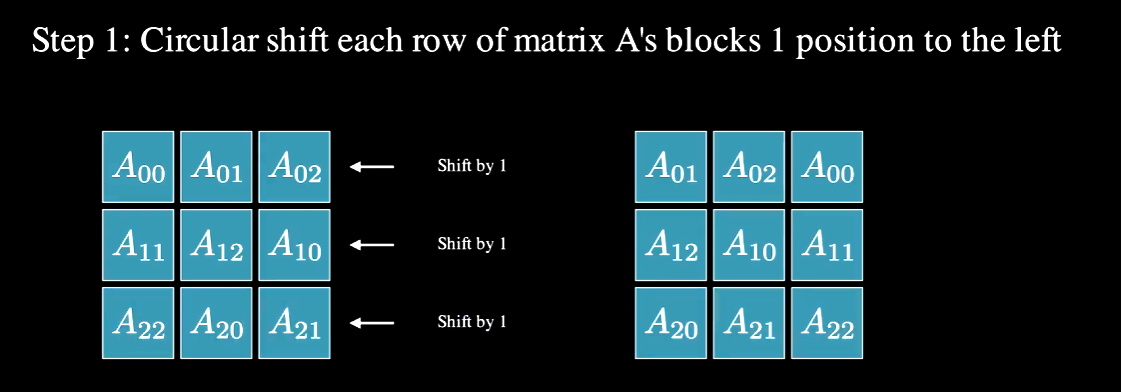 Step 1: Circular shift each row of matrix A's blocks 1 position to the left
A00 A01 A02 Shift by 1 A01 A02 A00
A11 A12 A10 Shift by 1 A12 A10 A11
A22 A20 A21 Shift by 1 A20 A21 A22